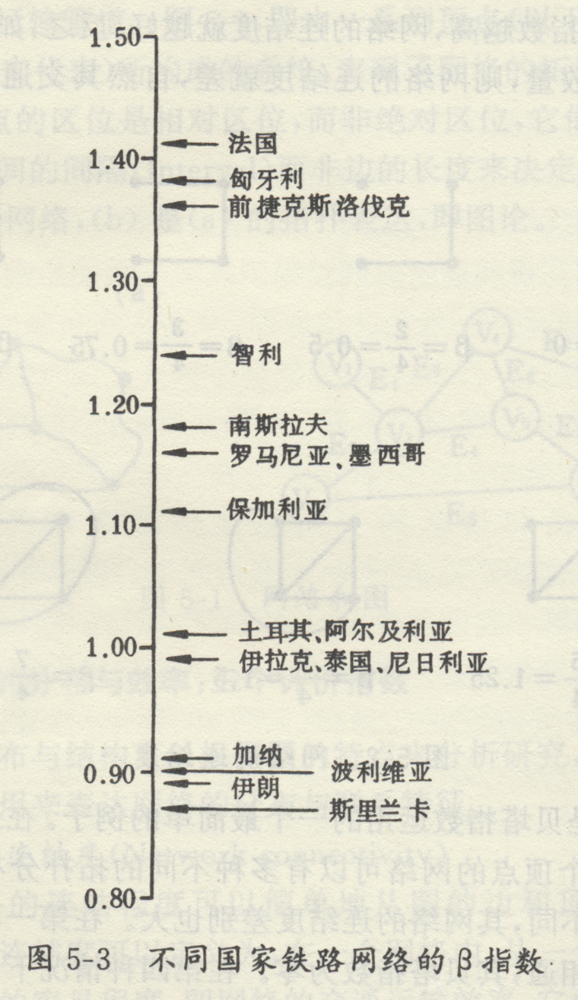 1.50
法国
1.40
匈牙利
前捷克斯洛伐克
1.30
智利
1.20
南斯拉夫
罗马尼亚、墨西哥
保加利亚
1.10
土耳其、阿尔及利亚
1.00
伊拉克、泰国、尼日利亚
加纳
0.90
波利维亚
伊朗
斯里兰卡
0.80
图 5-3 不同国家铁路网络的 β 指数